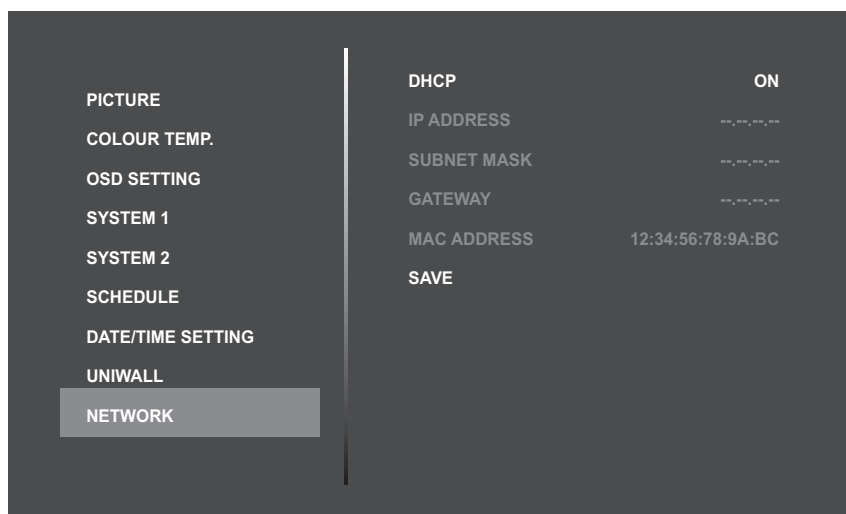 PICTURE
COLOUR TEMP.
OSD SETTING
SYSTEM 1
SYSTEM 2
SCHEDULE
DATE/TIME SETTING
UNIWALL
NETWORK
DHCP ON
IP ADDRESS --.--.--.--
SUBNET MASK --.--.--.--
GATEWAY --.--.--.--
MAC ADDRESS 12:34:56:78:9A:BC
SAVE